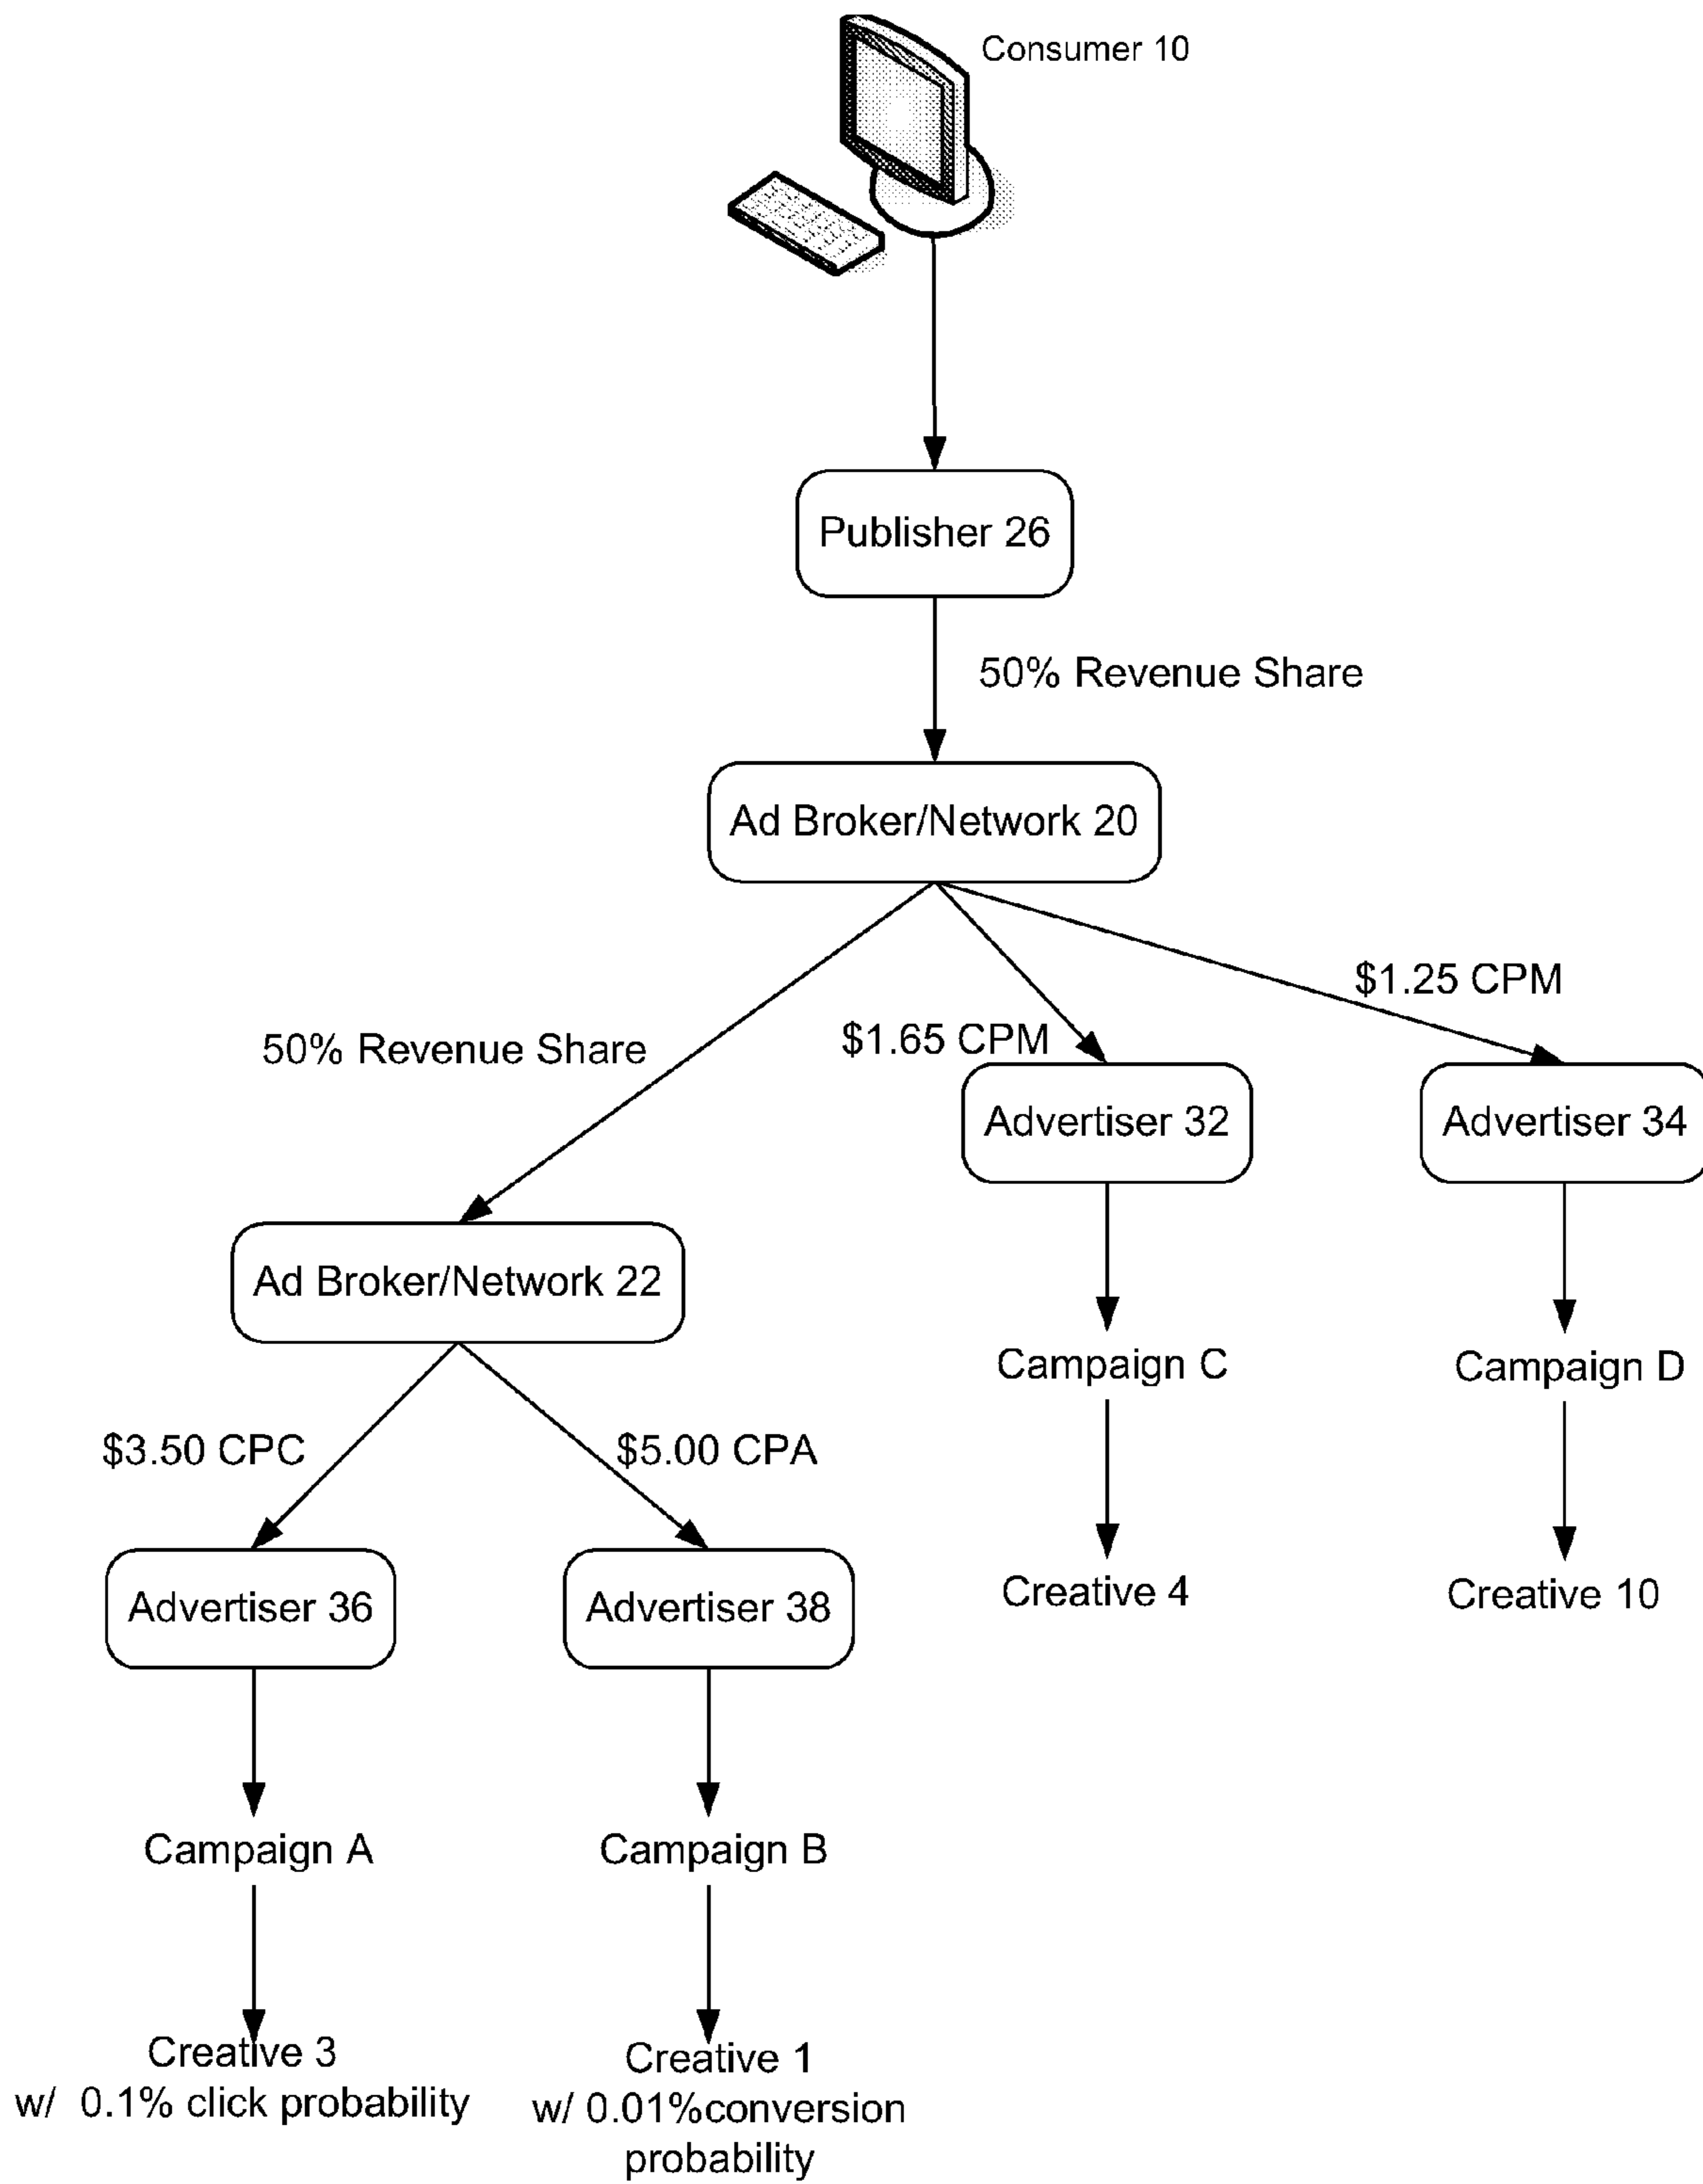 Consumer 10
Publisher 26
50% Revenue Share
Ad Broker/Network 20
$1.25 CPM
50% Revenue Share
$1.65 CPM
Advertiser 32
Advertiser 34
Ad Broker/Network 22
Campaign C
Campaign D
$3.50 CPC
$5.00 CPA
Creative 4
Creative 10
Advertiser 36
Advertiser 38
Campaign A
Campaign B
Creative 3
w/ 0.1% click probability
Creative 1
w/ 0.01%conversion
probability